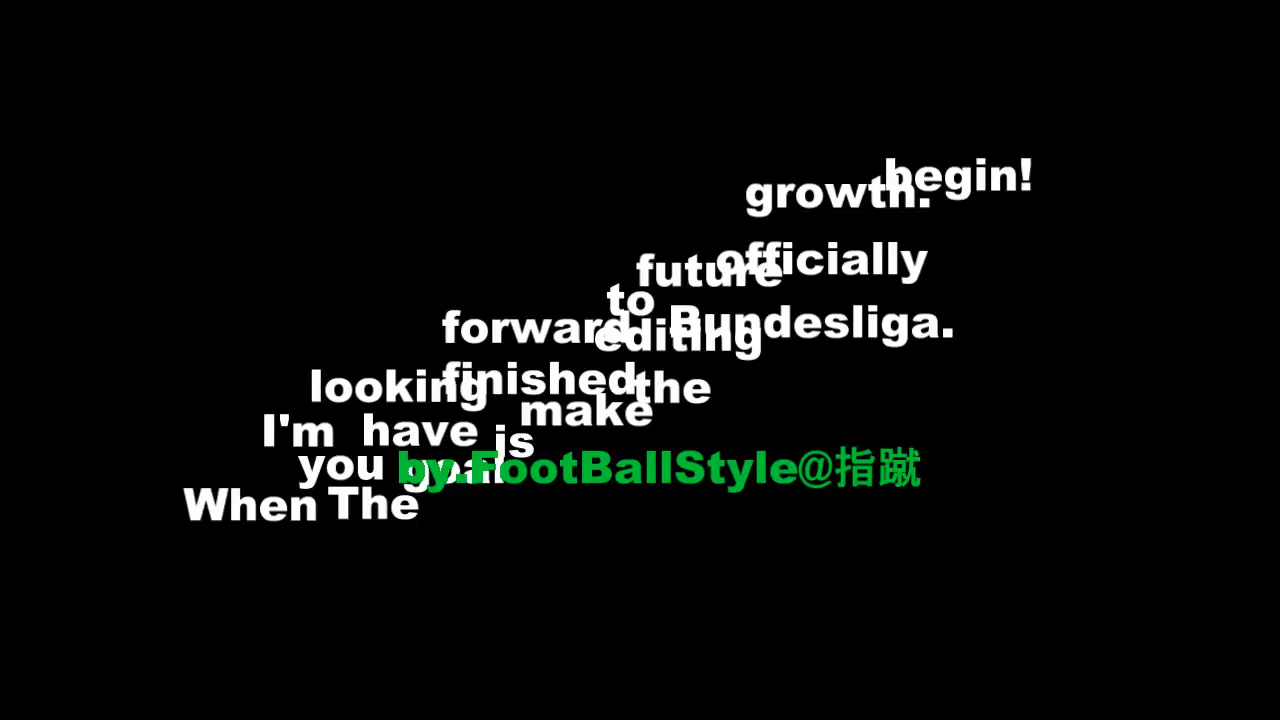 I'm looking forward to future growth.
When you have finished editing officially begin!
The goal is make the Bundesliga.
by.FootBallStyle@指蹴